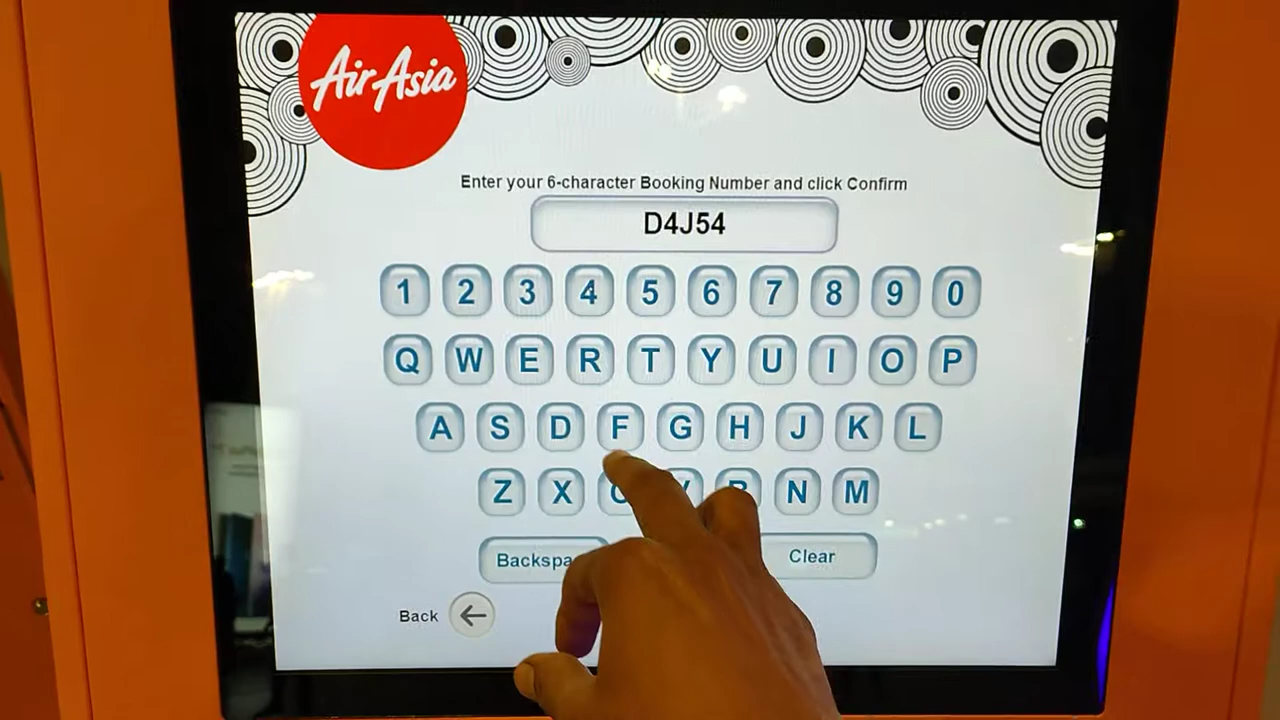 AirAsia
Enter your 6-character Booking Number and click Confirm
D4J54
1 2 3 4 5 6 7 8 9 0
Q W E R T Y U I O P
A S D F G H J K L
Z X C V B N M
Backspa Clear
Back